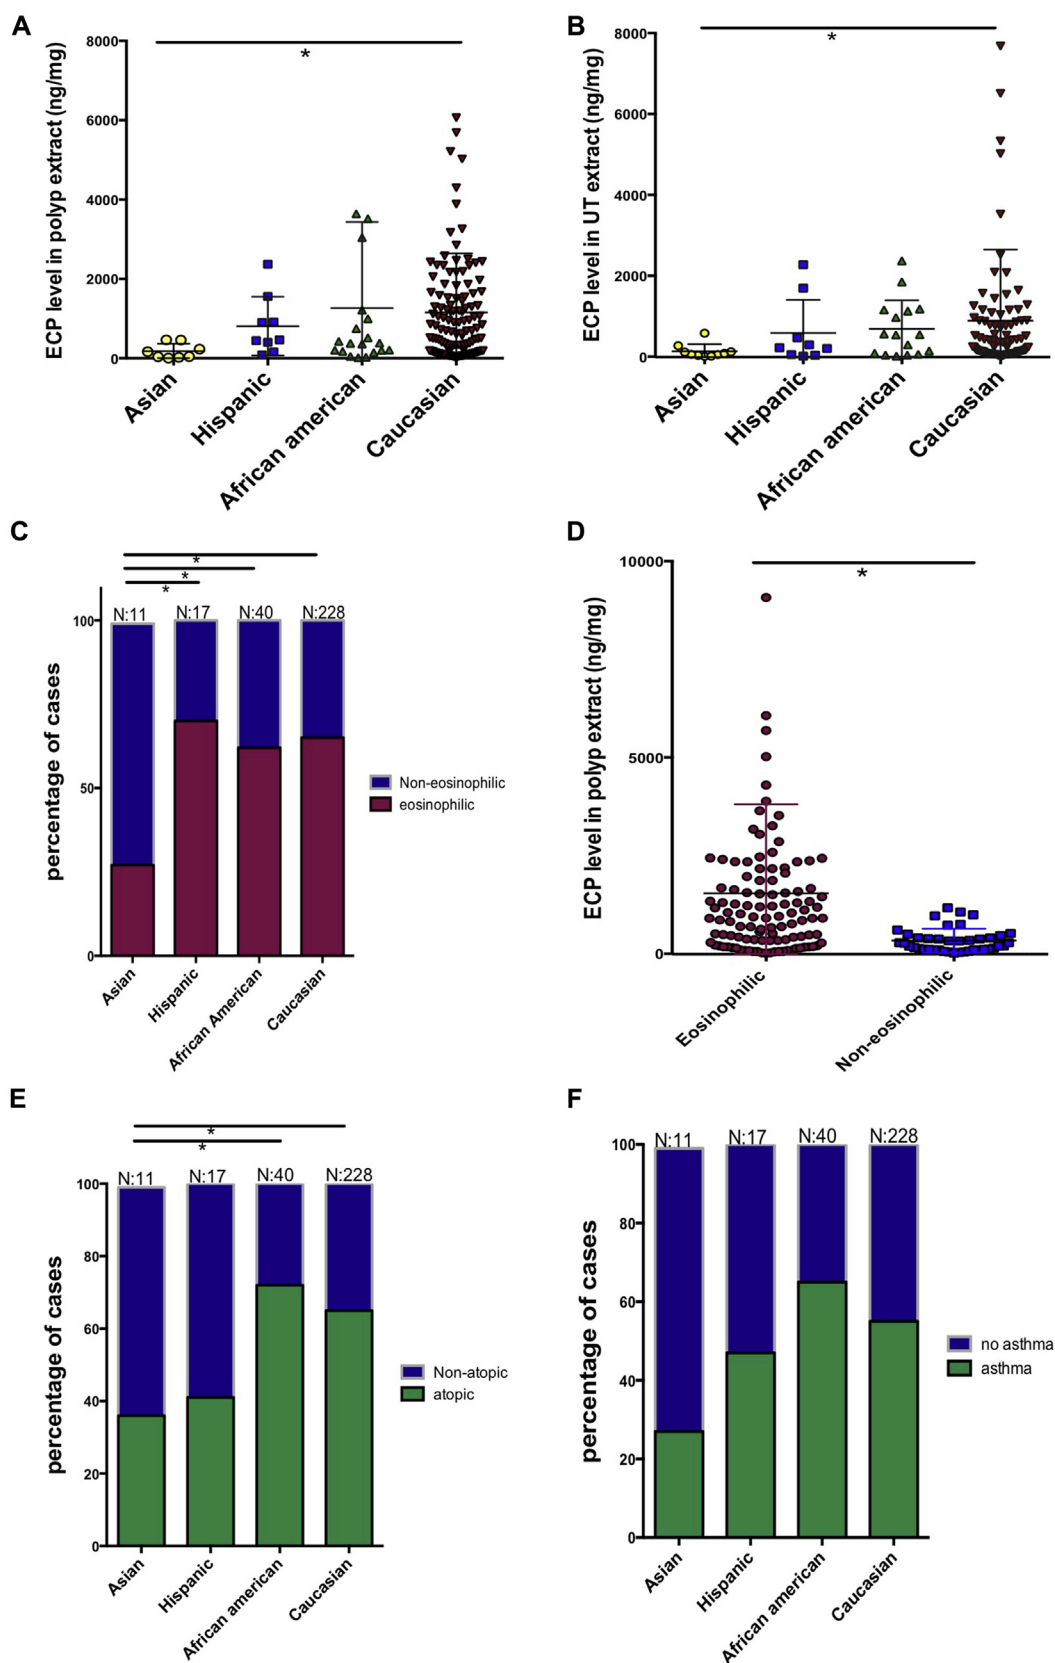 A
ECP level in polyp extract (ng/mg)
8000
6000
4000
2000
0
*
Asian
Hispanic
African american
Caucasian
B
ECP level in UT extract (ng/mg)
8000
6000
4000
2000
0
*
Asian
Hispanic
African american
Caucasian
C
percentage of cases
*
*
*
N:11 N:17 N:40 N:228
100
50
0
Non-eosinophilic
eosinophilic
Asian
Hispanic
African American
Caucasian
D
ECP level in polyp extract (ng/mg)
10000
5000
0
*
Eosinophilic
Non-eosinophilic
E
percentage of cases
*
*
N:11 N:17 N:40 N:228
100
80
60
40
20
0
Non-atopic
atopic
Asian
Hispanic
African american
Caucasian
F
percentage of cases
N:11 N:17 N:40 N:228
100
80
60
40
20
0
no asthma
asthma
Asian
Hispanic
African american
Caucasian